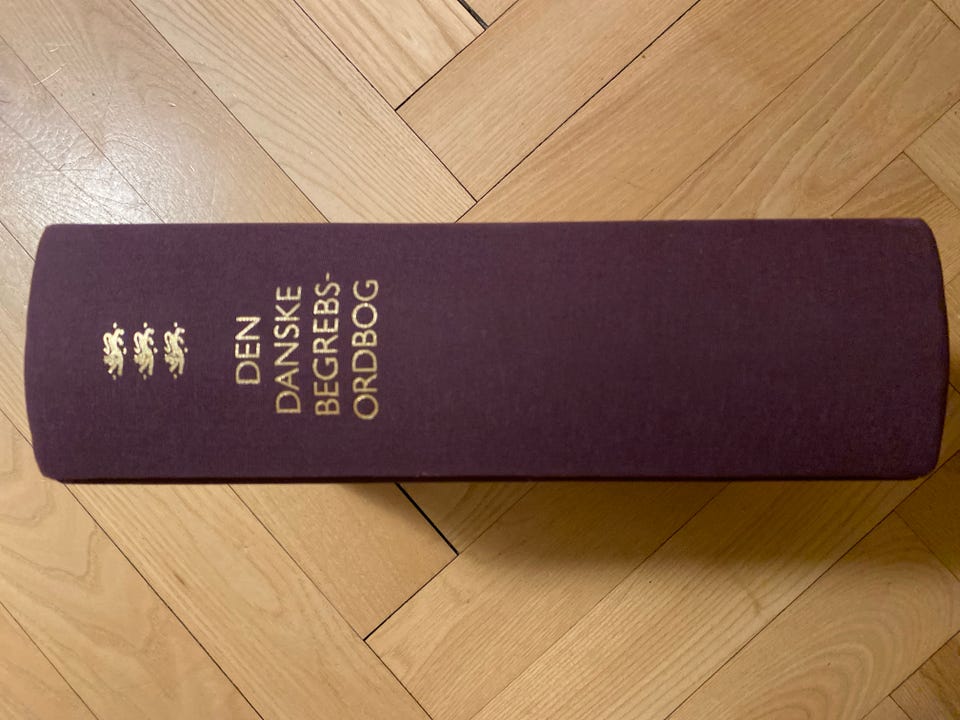 DEN
DANSKE
BEGREBS-
ORDBOG